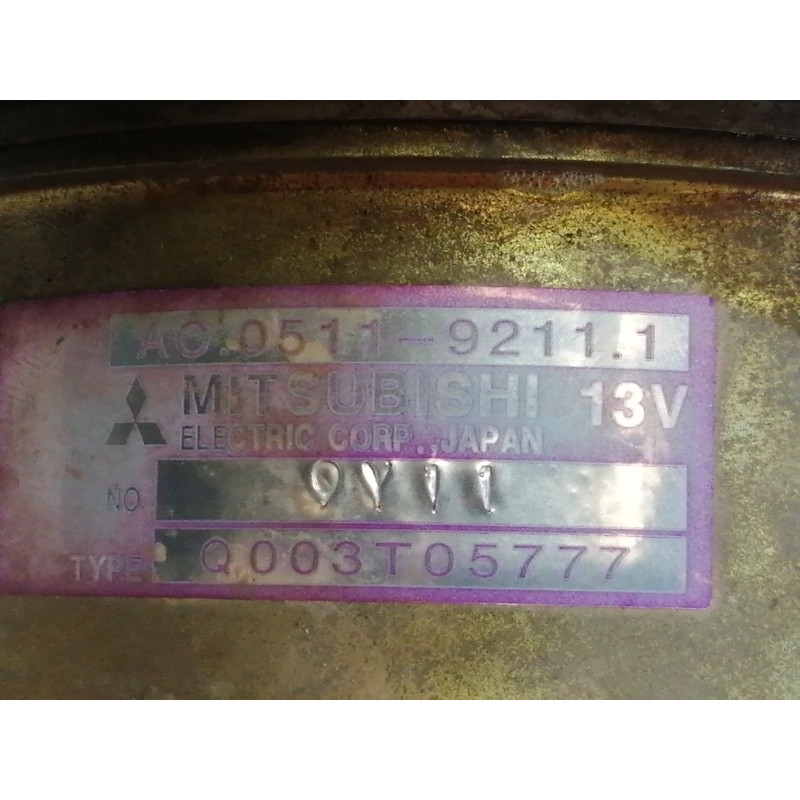 AC.0511-9211.1
MITSUBISHI 13V
ELECTRIC CORP., JAPAN
NO. 9Y11
TYPE Q003T05777